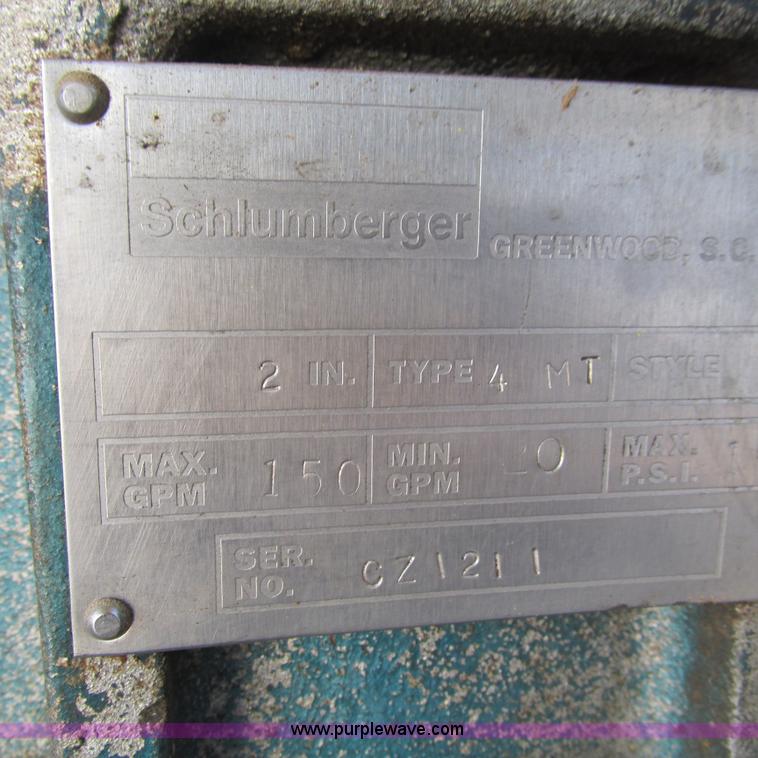 Schlumberger
GREENWOOD, S.C.
2 IN. TYPE 4 MT STYLE
MAX. GPM 150 MIN. GPM 20 MAX. P.S.I.
SER. NO. CZ1211
www.purplewave.com